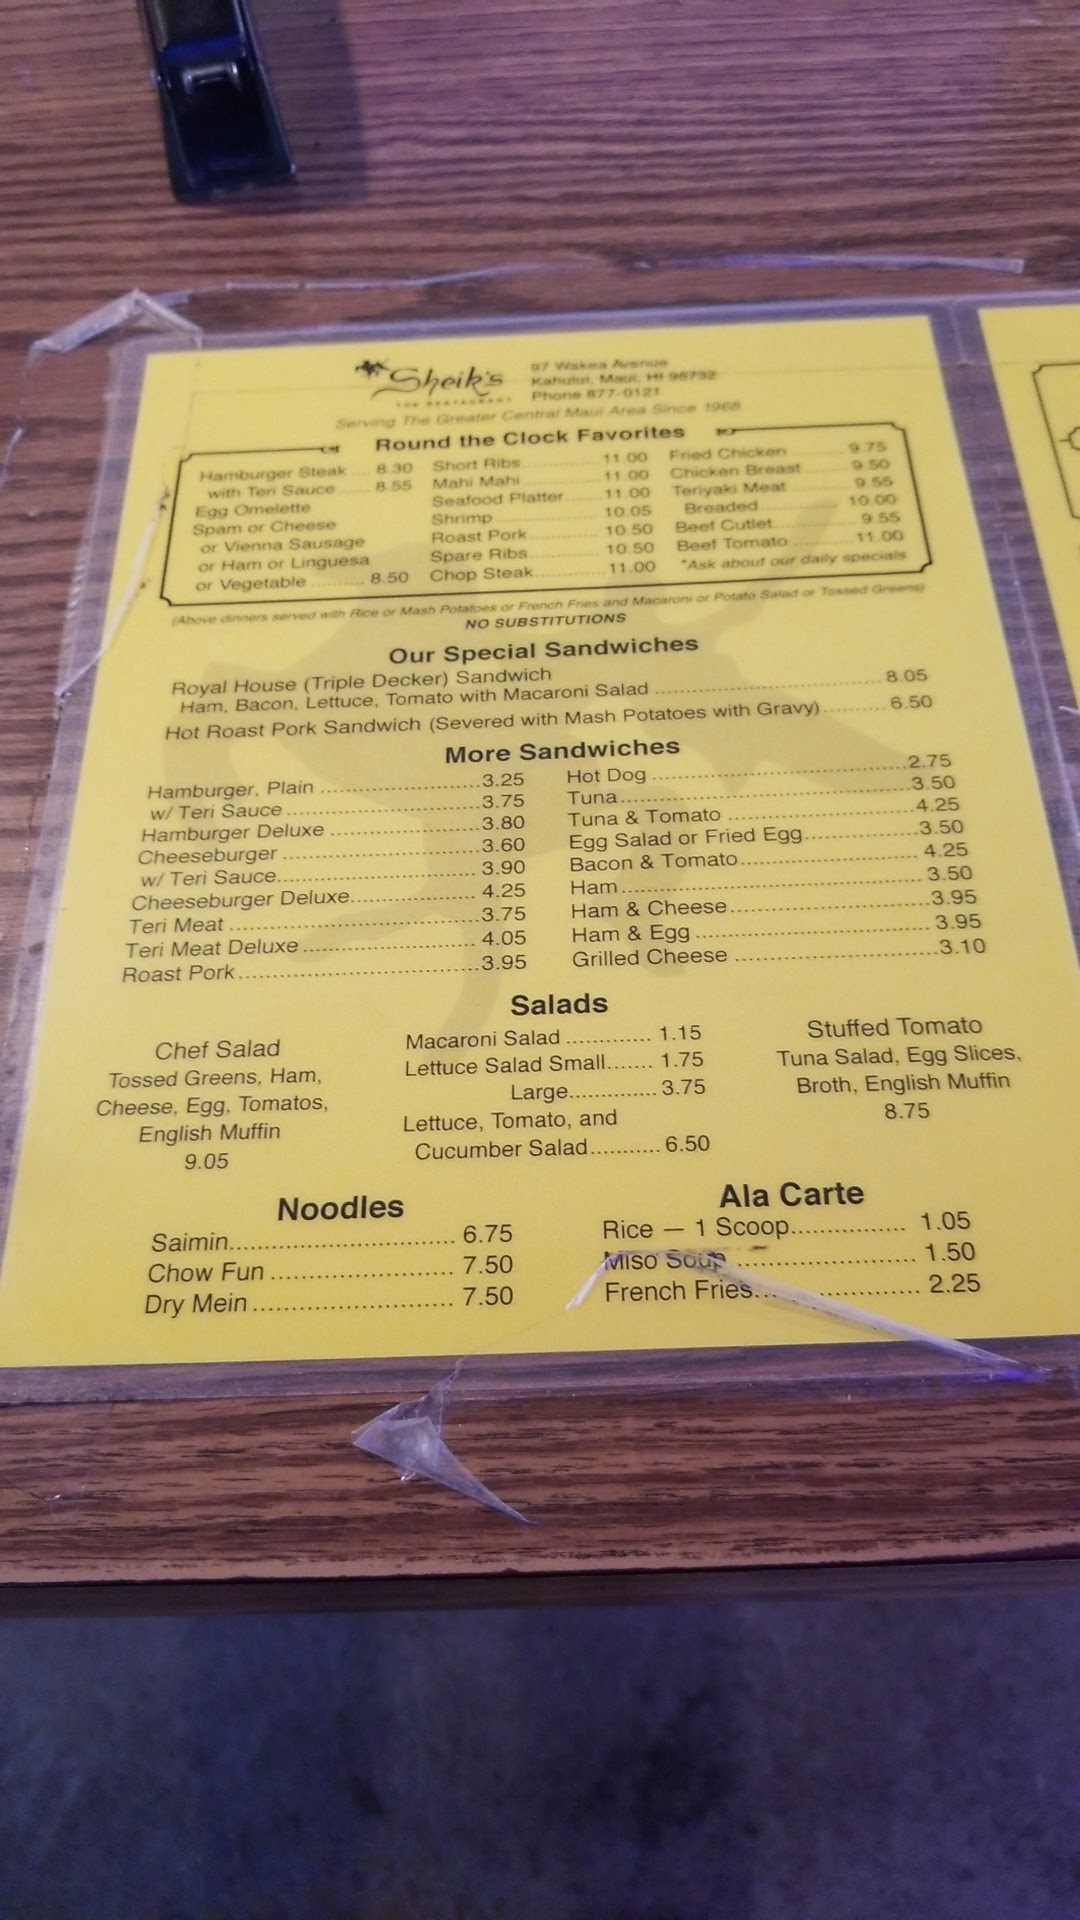 Sheik's
THE RESTAURANT
97 Wakea Avenue
Kahului, Maui, HI 96732
Phone 877-0121
Serving The Greater Central Maui Area Since 1968
Round the Clock Favorites
Hamburger Steak 8.30
with Teri Sauce 8.55
Egg Omelette
Spam or Cheese
or Vienna Sausage
or Ham or Linguesa
or Vegetable 8.50
Short Ribs 11.00
Mahi Mahi 11.00
Seafood Platter 11.00
Shrimp 10.05
Roast Pork 10.50
Spare Ribs 10.50
Chop Steak 11.00
Fried Chicken 9.75
Chicken Breast 9.50
Teriyaki Meat 9.55
Breaded 10.00
Beef Cutlet 9.55
Beef Tomato 11.00
*Ask about our daily specials
(Above dinners served with Rice or Mash Potatoes or French Fries and Macaroni or Potato Salad or Tossed Greens)
NO SUBSTITUTIONS
Our Special Sandwiches
Royal House (Triple Decker) Sandwich
Ham, Bacon, Lettuce, Tomato with Macaroni Salad 8.05
Hot Roast Pork Sandwich (Severed with Mash Potatoes with Gravy) 6.50
More Sandwiches
Hamburger, Plain 3.25
w/ Teri Sauce 3.75
Hamburger Deluxe 3.80
Cheeseburger 3.60
w/ Teri Sauce 3.90
Cheeseburger Deluxe 4.25
Teri Meat 3.75
Teri Meat Deluxe 4.05
Roast Pork 3.95
Hot Dog 2.75
Tuna 3.50
Tuna & Tomato 4.25
Egg Salad or Fried Egg 3.50
Bacon & Tomato 4.25
Ham 3.50
Ham & Cheese 3.95
Ham & Egg 3.95
Grilled Cheese 3.10
Salads
Chef Salad
Tossed Greens, Ham,
Cheese, Egg, Tomatos,
English Muffin
9.05
Macaroni Salad 1.15
Lettuce Salad Small 1.75
Large 3.75
Lettuce, Tomato, and
Cucumber Salad 6.50
Stuffed Tomato
Tuna Salad, Egg Slices,
Broth, English Muffin
8.75
Noodles
Saimin 6.75
Chow Fun 7.50
Dry Mein 7.50
Ala Carte
Rice — 1 Scoop 1.05
Miso Soup 1.50
French Fries 2.25